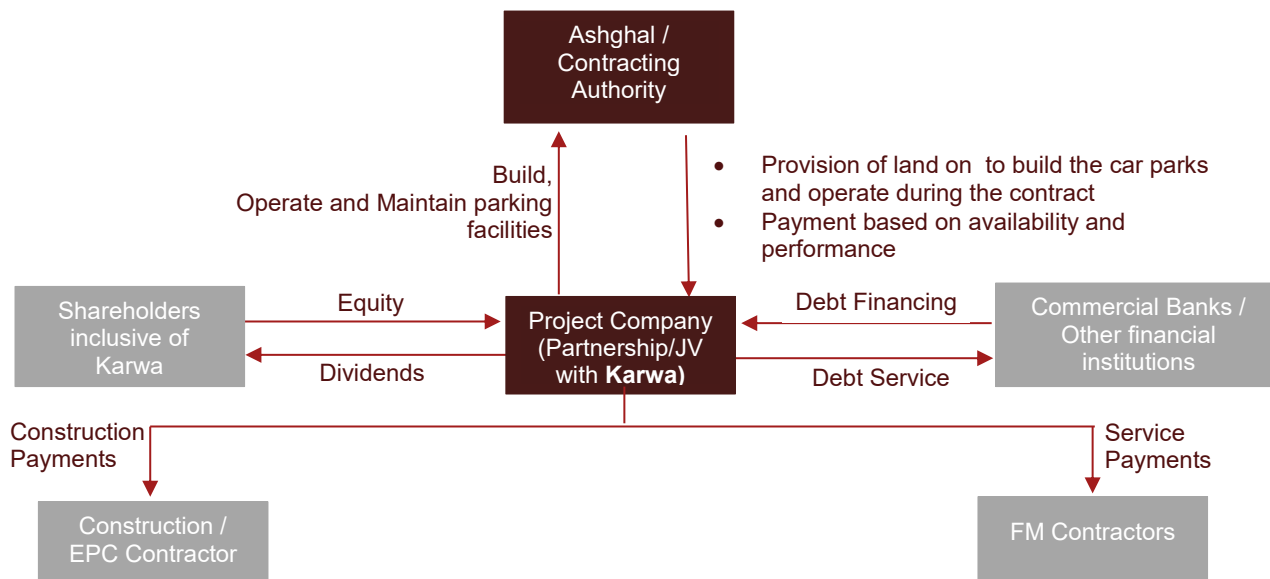 Ashghal /
Contracting
Authority
Build,
Operate and Maintain parking
facilities
• Provision of land on  to build the car parks
and operate during the contract
• Payment based on availability and
performance
Shareholders
inclusive of
Karwa
Equity
Dividends
Project Company
(Partnership/JV
with Karwa)
Debt Financing
Debt Service
Commercial Banks /
Other financial
institutions
Construction
Payments
Service
Payments
Construction /
EPC Contractor
FM Contractors